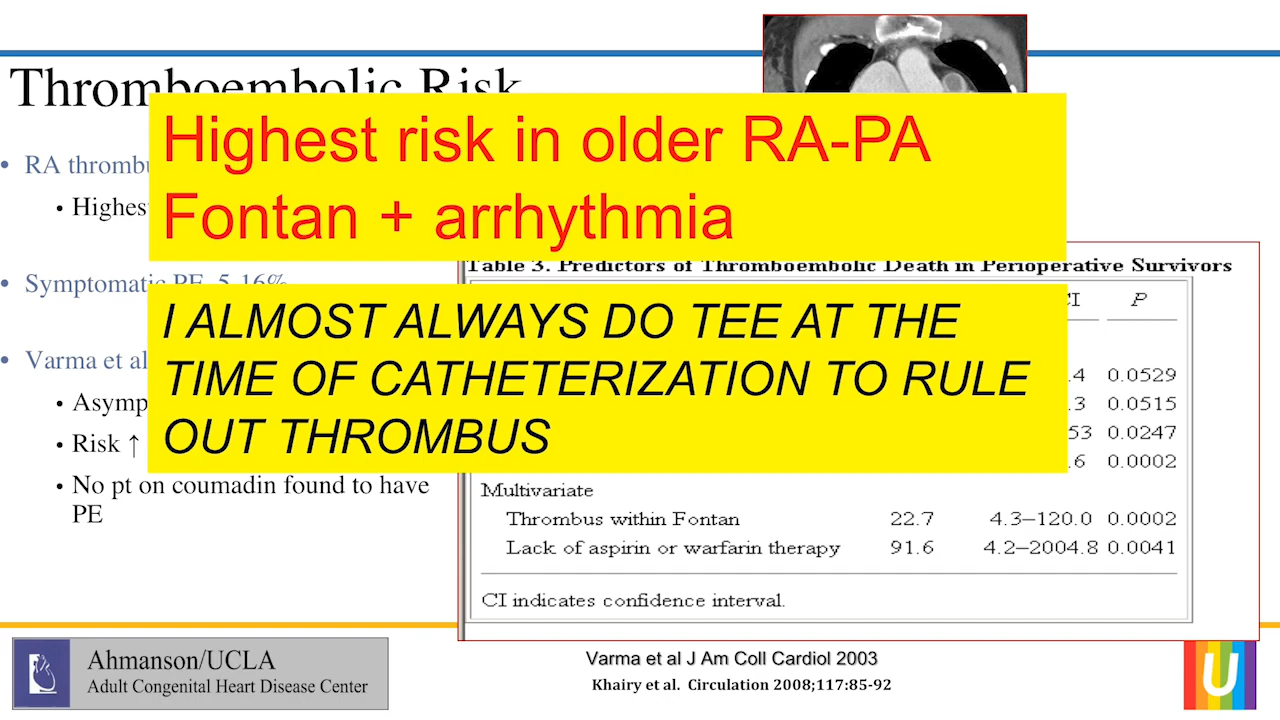 Thromboembolic Risk
Highest risk in older RA-PA
Fontan + arrhythmia
• RA
• Symptomatic PE 5-16%
I ALMOST ALWAYS DO TEE AT THE
TIME OF CATHETERIZATION TO RULE
OUT THROMBUS
• Varma et al
• Risk ↑
• No pt on coumadin found to have
PE
Table 3. Predictors of Thromboembolic Death in Perioperative Survivors
P
0.0529
0.0515
0.0247
0.0002
Multivariate
Thrombus within Fontan 22.7 4.3–120.0 0.0002
Lack of aspirin or warfarin therapy 91.6 4.2–2004.8 0.0041
CI indicates confidence interval.
Ahmanson/UCLA
Adult Congenital Heart Disease Center
Varma et al J Am Coll Cardiol 2003
Khairy et al. Circulation 2008;117:85-92
U